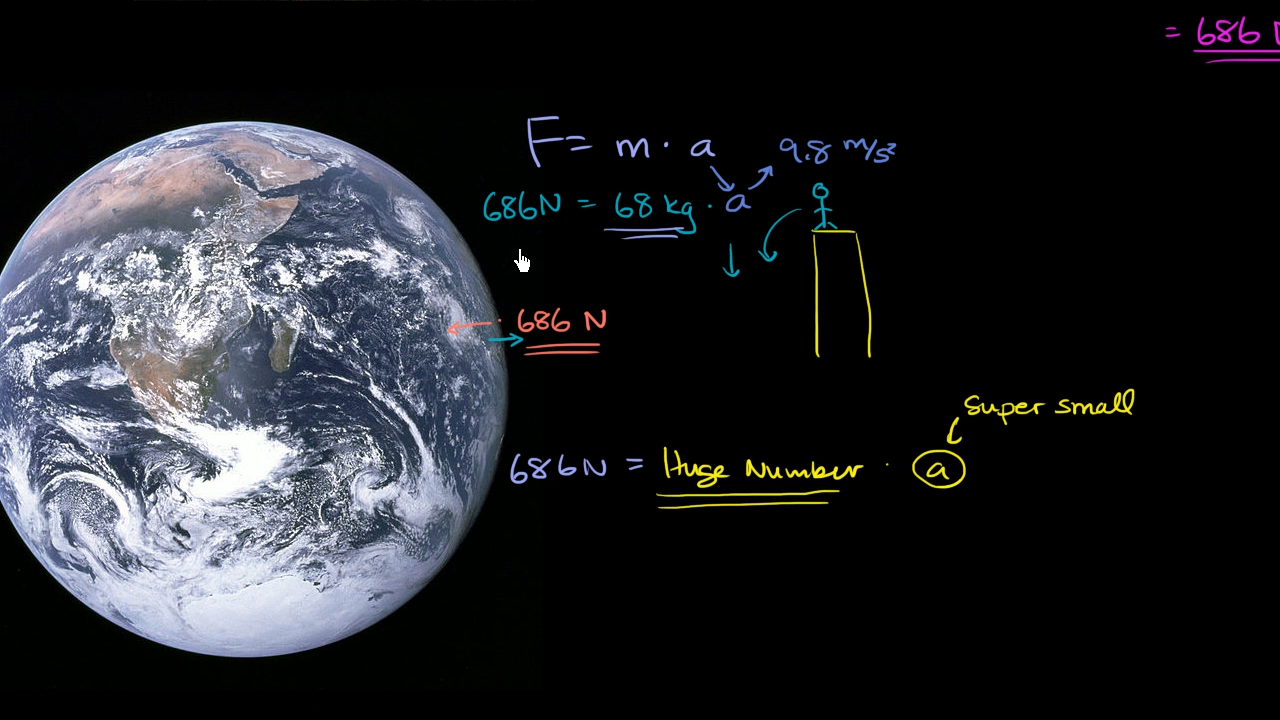 = 686
F = m · a 9.8 m/s²
686N = 68 kg · a
686 N
super small
686N = Huge Number · a